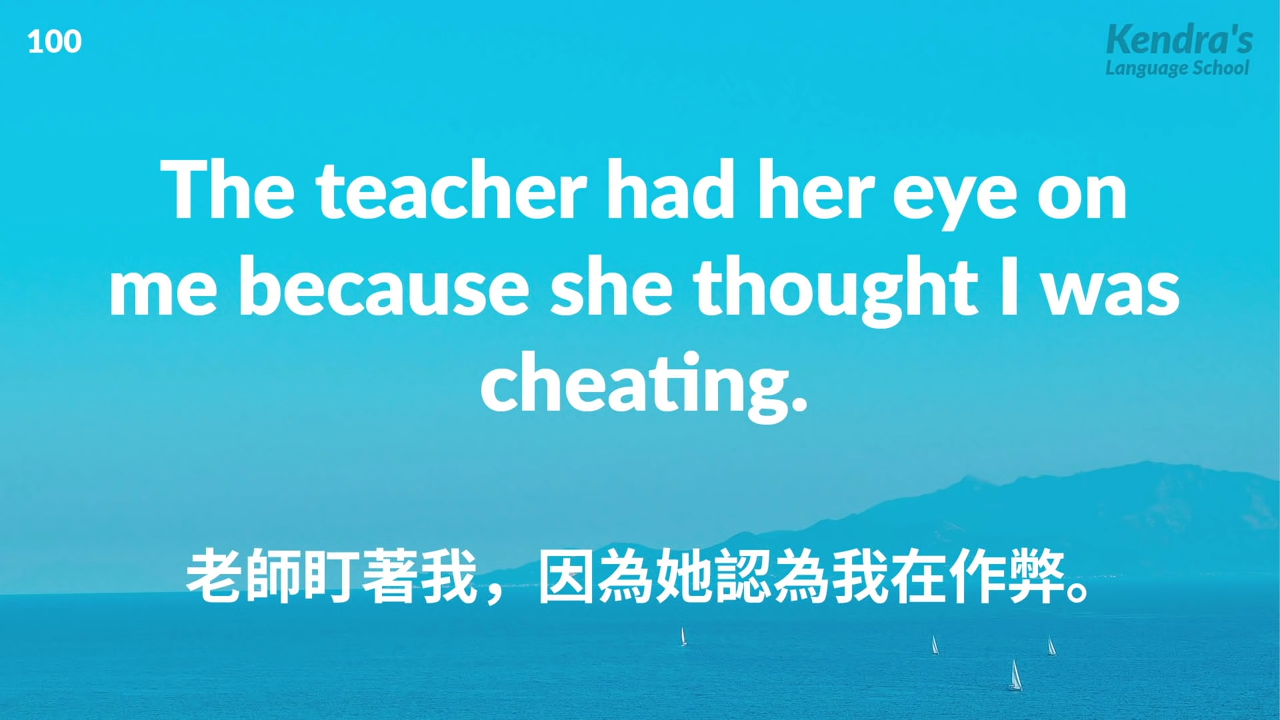 100
Kendra's
Language School
The teacher had her eye on
me because she thought I was
cheating.
老師盯著我，因為她認為我在作弊。